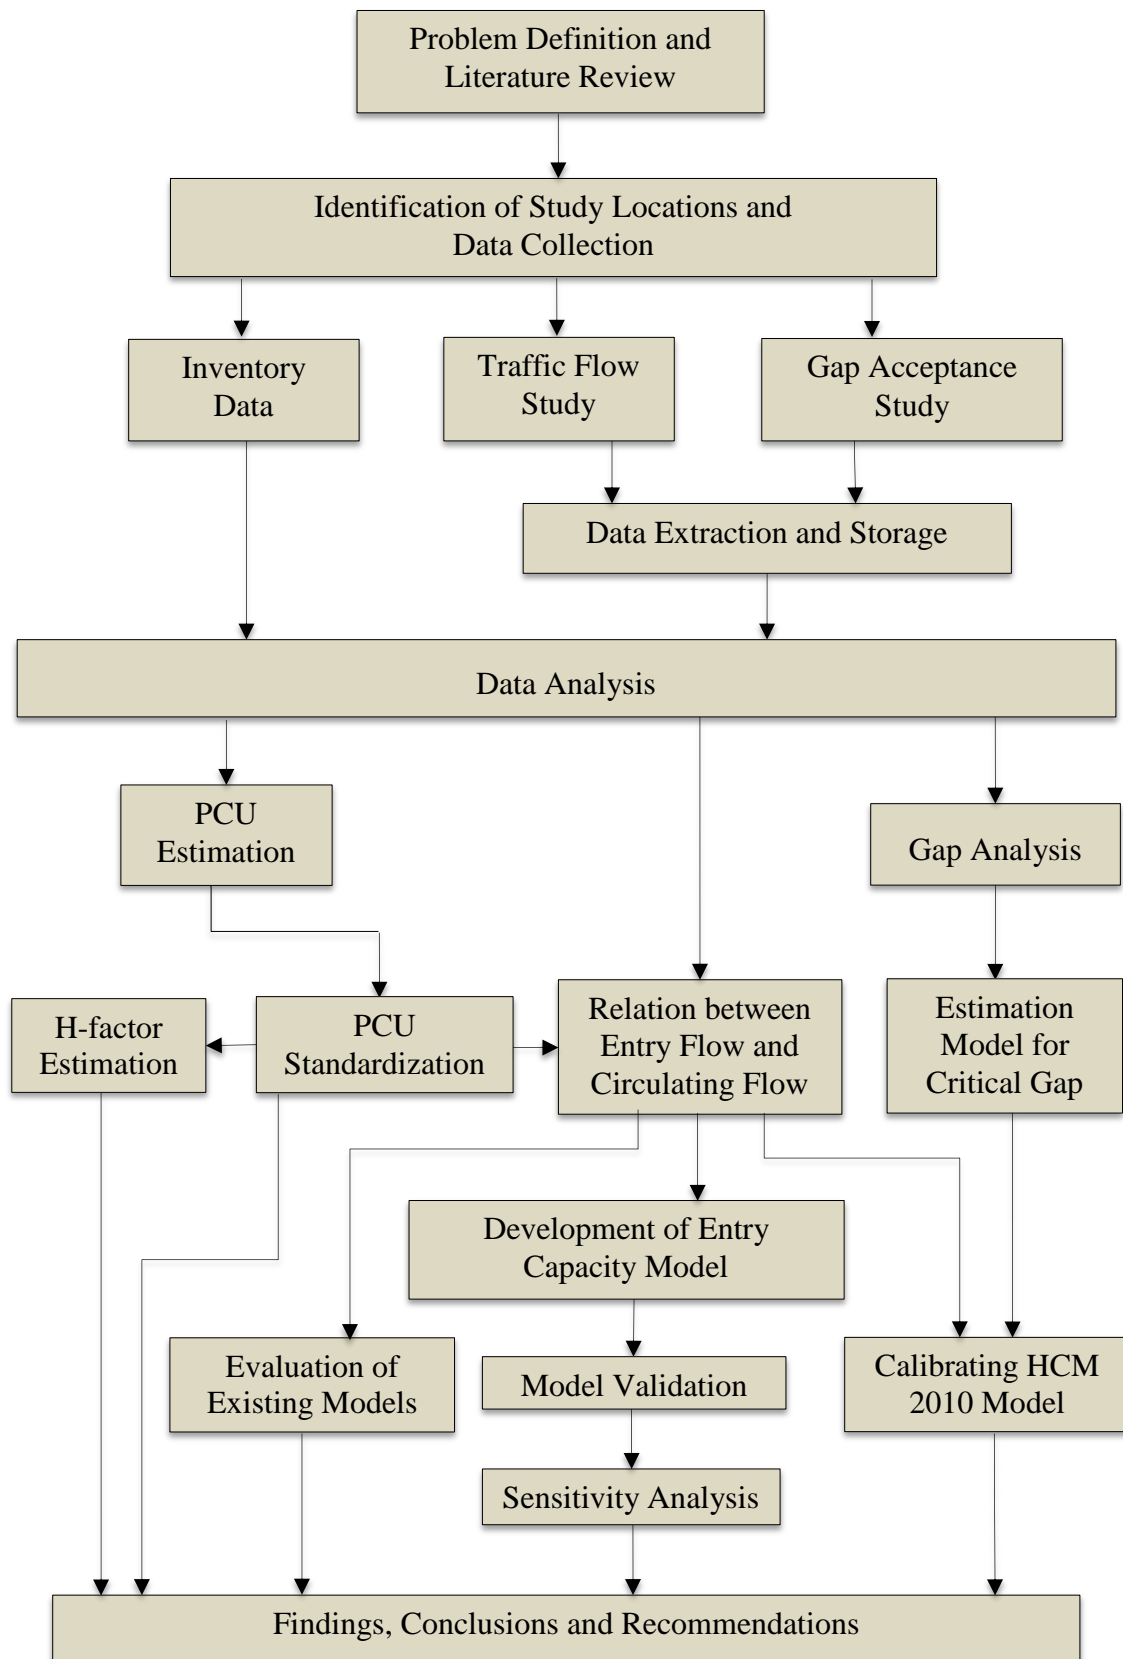 Problem Definition and
Literature Review
Identification of Study Locations and
Data Collection
Inventory
Data
Traffic Flow
Study
Gap Acceptance
Study
Data Extraction and Storage
Data Analysis
PCU
Estimation
Gap Analysis
H-factor
Estimation
PCU
Standardization
Relation between
Entry Flow and
Circulating Flow
Estimation
Model for
Critical Gap
Development of Entry
Capacity Model
Evaluation of
Existing Models
Model Validation
Calibrating HCM
2010 Model
Sensitivity Analysis
Findings, Conclusions and Recommendations